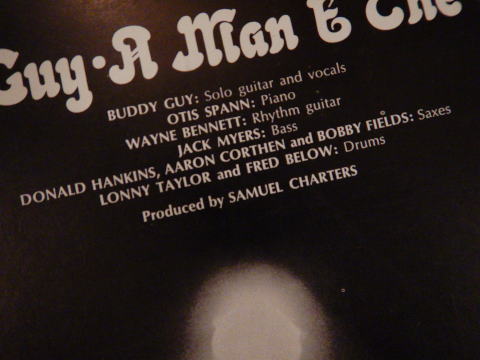 Guy·A Man & The
BUDDY GUY: Solo guitar and vocals
OTIS SPANN: Piano
WAYNE BENNETT: Rhythm guitar
JACK MYERS: Bass
DONALD HANKINS, AARON CORTHEN and BOBBY FIELDS: Saxes
LONNY TAYLOR and FRED BELOW: Drums
Produced by SAMUEL CHARTERS